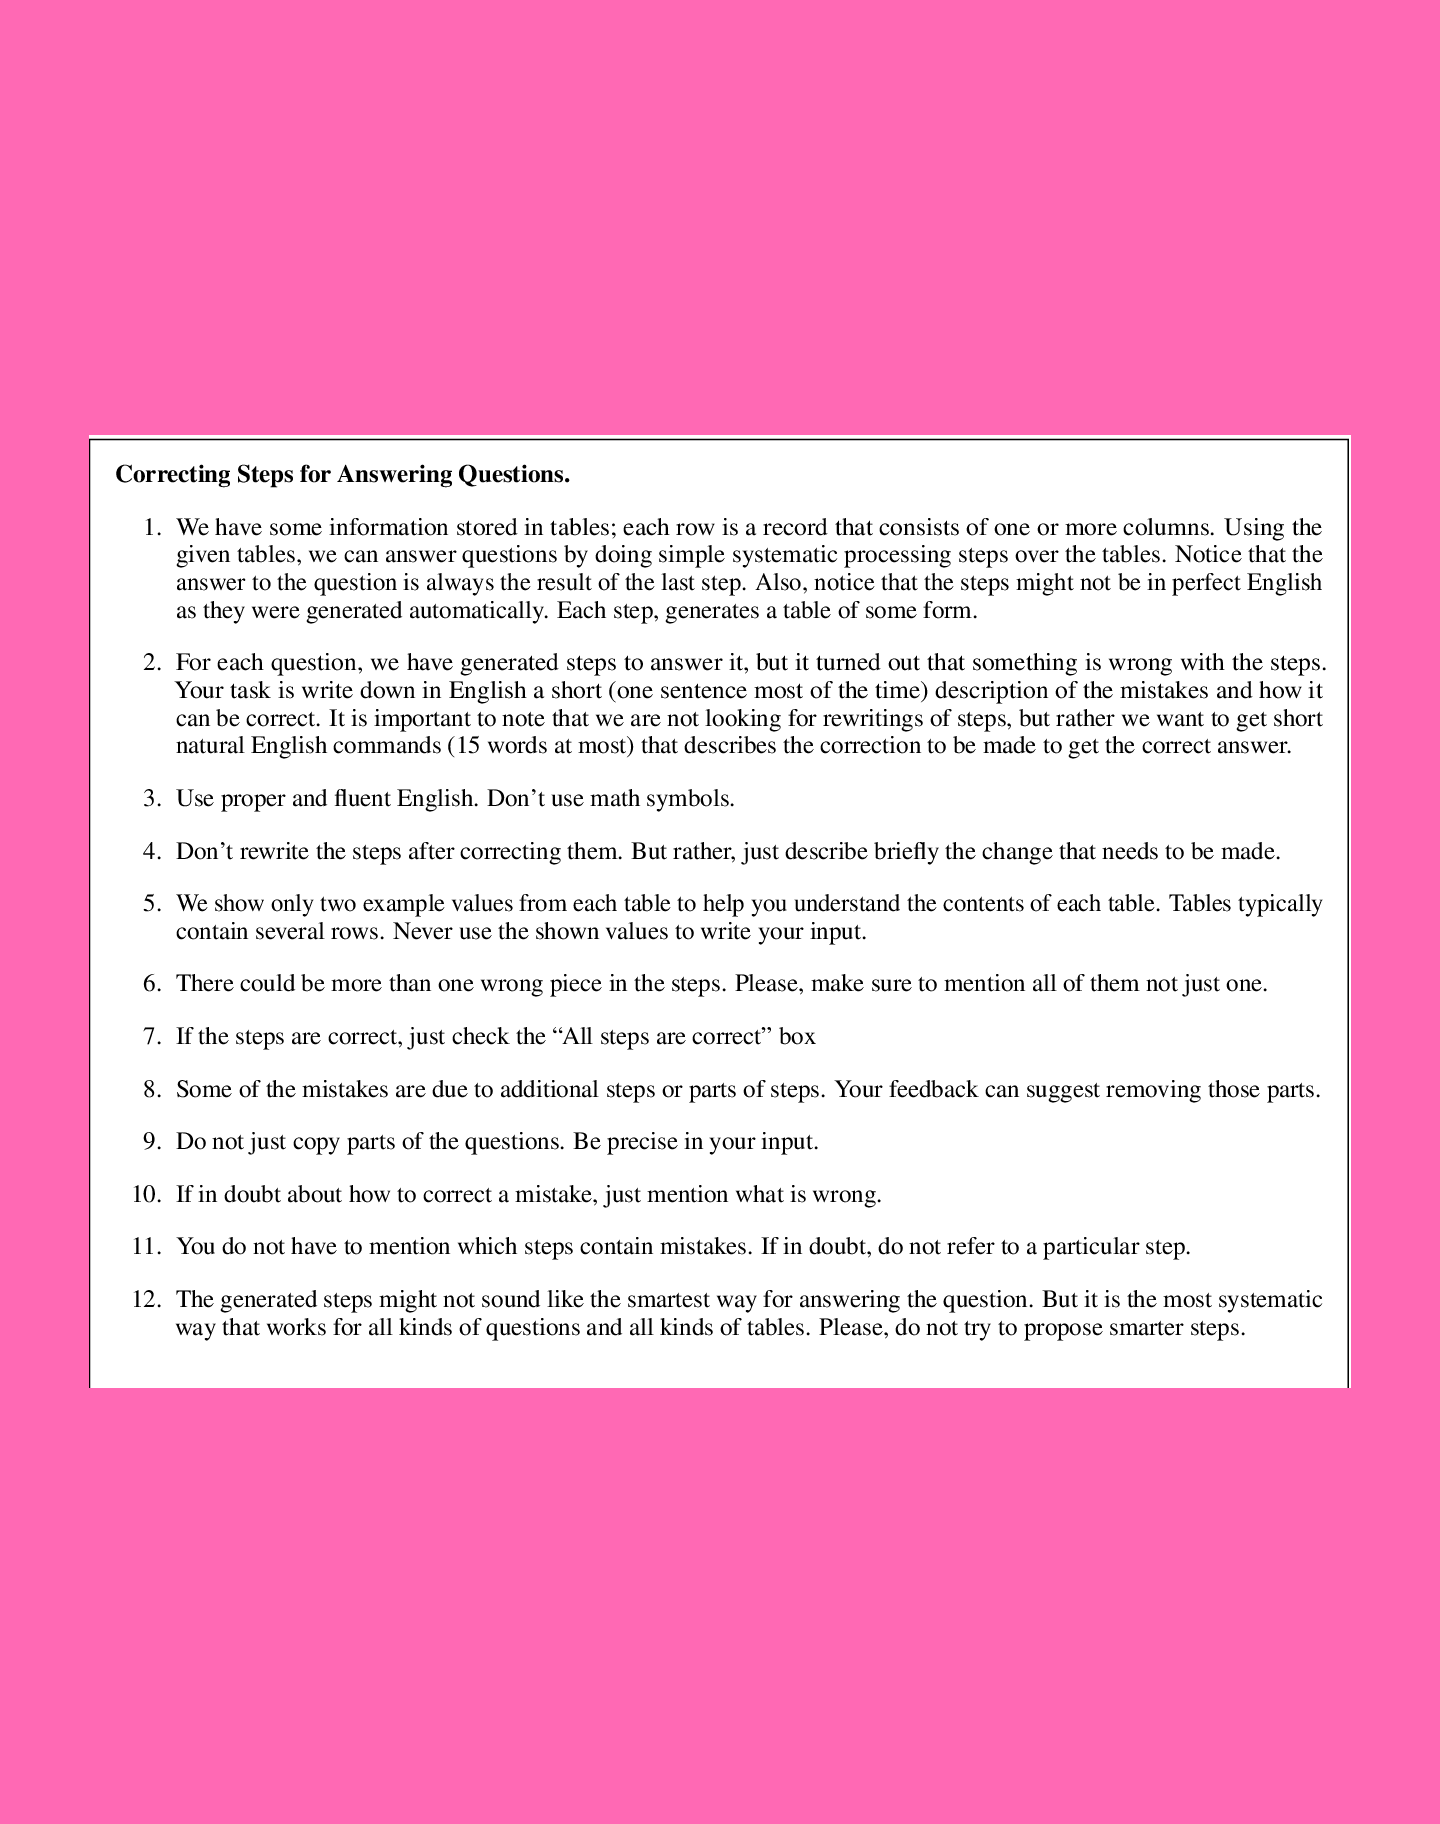 Correcting Steps for Answering Questions.
1. We have some information stored in tables; each row is a record that consists of one or more columns. Using the
given tables, we can answer questions by doing simple systematic processing steps over the tables. Notice that the
answer to the question is always the result of the last step. Also, notice that the steps might not be in perfect English
as they were generated automatically. Each step, generates a table of some form.
2. For each question, we have generated steps to answer it, but it turned out that something is wrong with the steps.
Your task is write down in English a short (one sentence most of the time) description of the mistakes and how it
can be correct. It is important to note that we are not looking for rewritings of steps, but rather we want to get short
natural English commands (15 words at most) that describes the correction to be made to get the correct answer.
3. Use proper and fluent English. Don’t use math symbols.
4. Don’t rewrite the steps after correcting them. But rather, just describe briefly the change that needs to be made.
5. We show only two example values from each table to help you understand the contents of each table. Tables typically
contain several rows. Never use the shown values to write your input.
6. There could be more than one wrong piece in the steps. Please, make sure to mention all of them not just one.
7. If the steps are correct, just check the “All steps are correct” box
8. Some of the mistakes are due to additional steps or parts of steps. Your feedback can suggest removing those parts.
9. Do not just copy parts of the questions. Be precise in your input.
10. If in doubt about how to correct a mistake, just mention what is wrong.
11. You do not have to mention which steps contain mistakes. If in doubt, do not refer to a particular step.
12. The generated steps might not sound like the smartest way for answering the question. But it is the most systematic
way that works for all kinds of questions and all kinds of tables. Please, do not try to propose smarter steps.